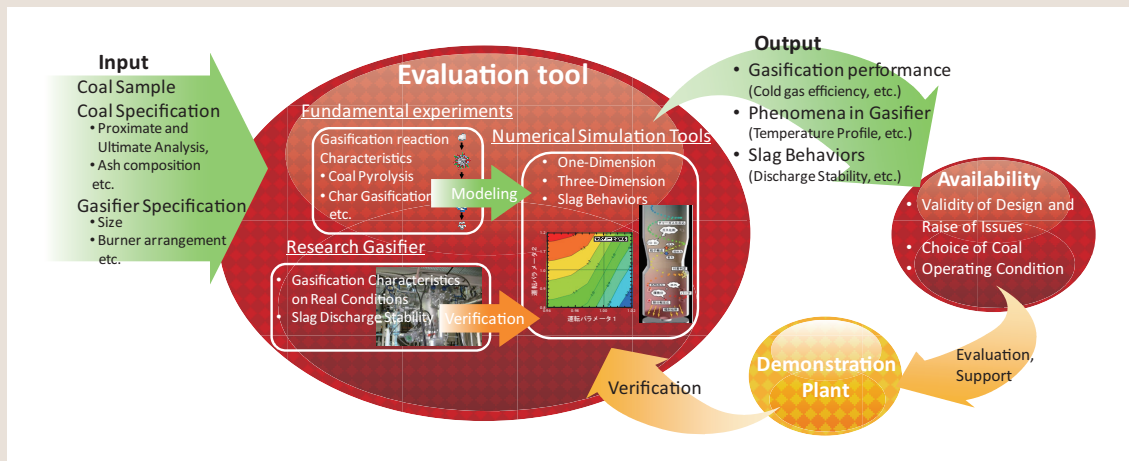 Input
Coal Sample
Coal Specification
• Proximate and
Ultimate Analysis,
• Ash composition
etc.
Gasifier Specification
• Size
• Burner arrangement
etc.
Evaluation tool
Fundamental experiments
Gasification reaction
Characteristics
• Coal Pyrolysis
• Char Gasification
etc.
Modeling
Numerical Simulation Tools
• One-Dimension
• Three-Dimension
• Slag Behaviors
運転パラメータ2
運転パラメータ1
Research Gasifier
• Gasification Characteristics
on Real Conditions
• Slag Discharge Stability
Verification
Output
• Gasification performance
(Cold gas efficiency, etc.)
• Phenomena in Gasifier
(Temperature Profile, etc.)
• Slag Behaviors
(Discharge Stability, etc.)
Availability
• Validity of Design and
Raise of Issues
• Choice of Coal
• Operating Condition
Evaluation,
Support
Demonstration
Plant
Verification